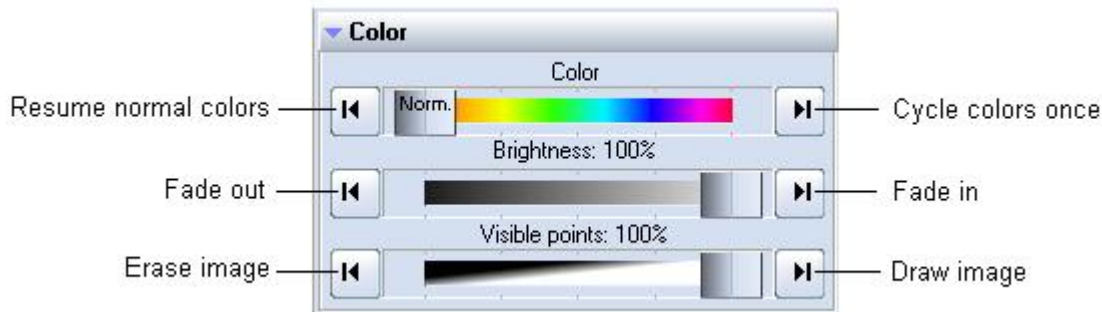 Color
Color
Resume normal colors
Norm.
Cycle colors once
Brightness: 100%
Fade out
Fade in
Visible points: 100%
Erase image
Draw image